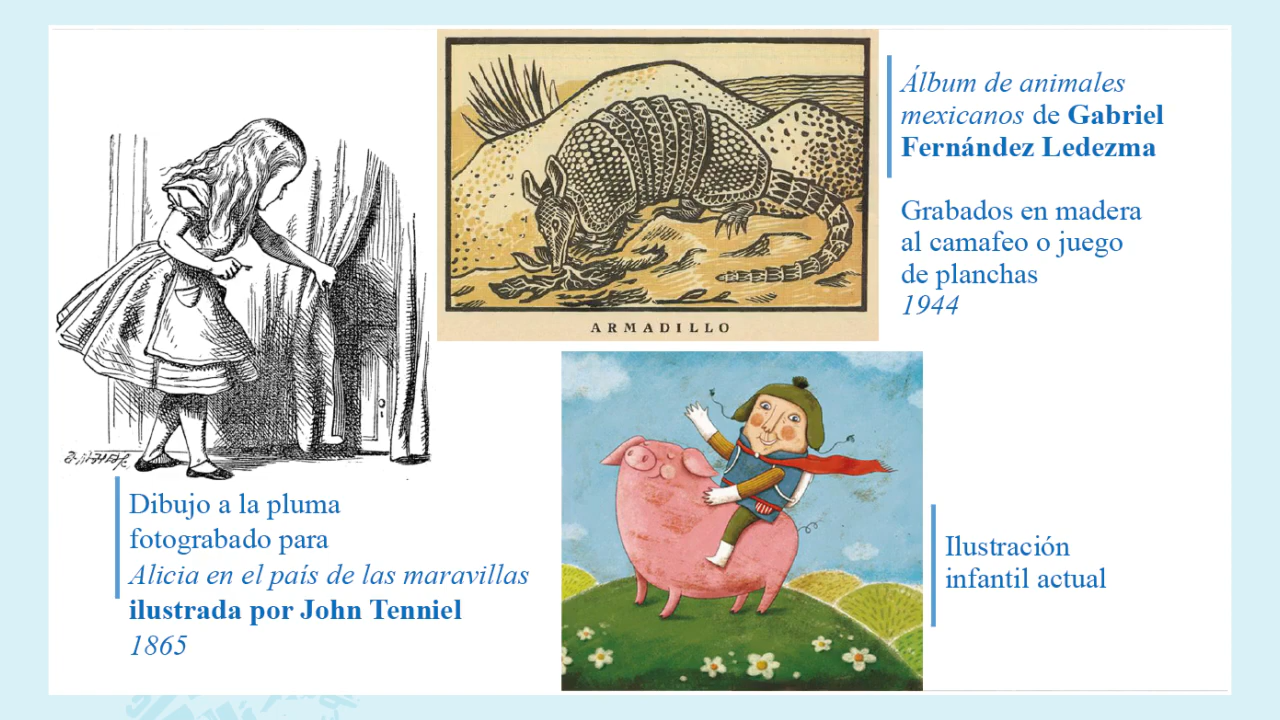 Álbum de animales
mexicanos de Gabriel
Fernández Ledezma
Grabados en madera
al camafeo o juego
de planchas
1944
ARMADILLO
Dibujo a la pluma
fotograbado para
Alicia en el país de las maravillas
ilustrada por John Tenniel
1865
Ilustración
infantil actual